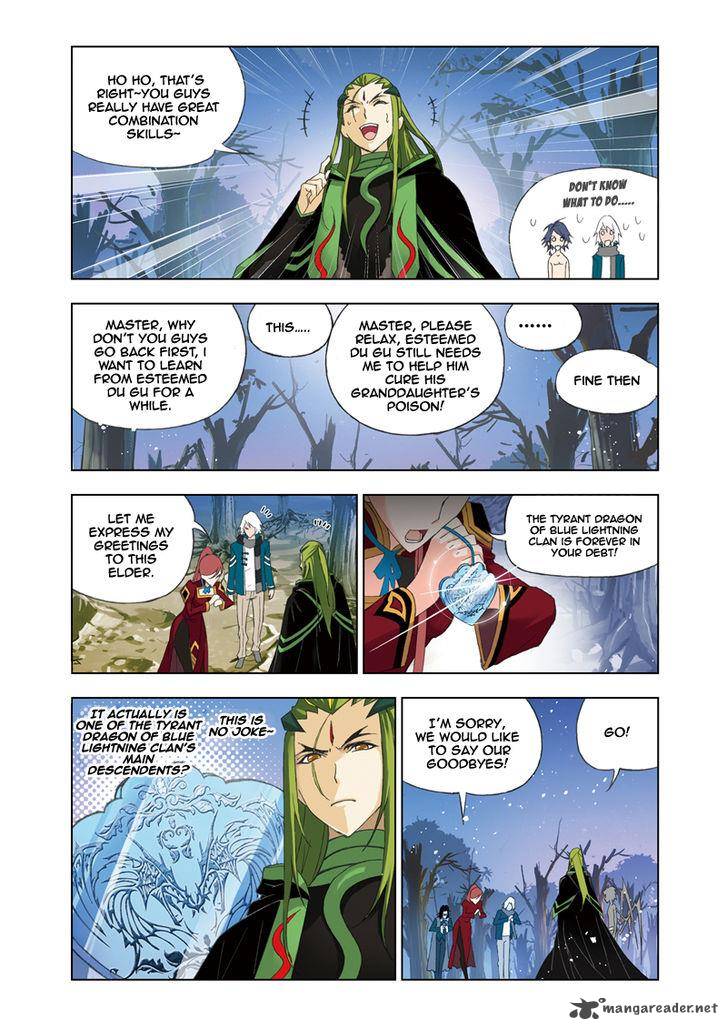 HO HO, THAT'S
RIGHT~YOU GUYS
REALLY HAVE GREAT
COMBINATION
SKILLS~
DON'T KNOW
WHAT TO DO.....
MASTER, WHY
DON'T YOU GUYS
GO BACK FIRST, I
WANT TO LEARN
FROM ESTEEMED
DU GU FOR A
WHILE.
THIS.....
MASTER, PLEASE
RELAX, ESTEEMED
DU GU STILL NEEDS
ME TO HELP HIM
CURE HIS
GRANDDAUGHTER'S
POISON!
......
FINE THEN
LET ME
EXPRESS MY
GREETINGS
TO THIS
ELDER.
THE TYRANT DRAGON
OF BLUE LIGHTNING
CLAN IS FOREVER IN
YOUR DEBT!
IT ACTUALLY IS
ONE OF THE TYRANT
DRAGON OF BLUE
LIGHTNING CLAN'S
MAIN
DESCENDENTS?
THIS IS
NO JOKE~
I'M SORRY,
WE WOULD LIKE
TO SAY OUR
GOODBYES!
GO!
mangareader.net